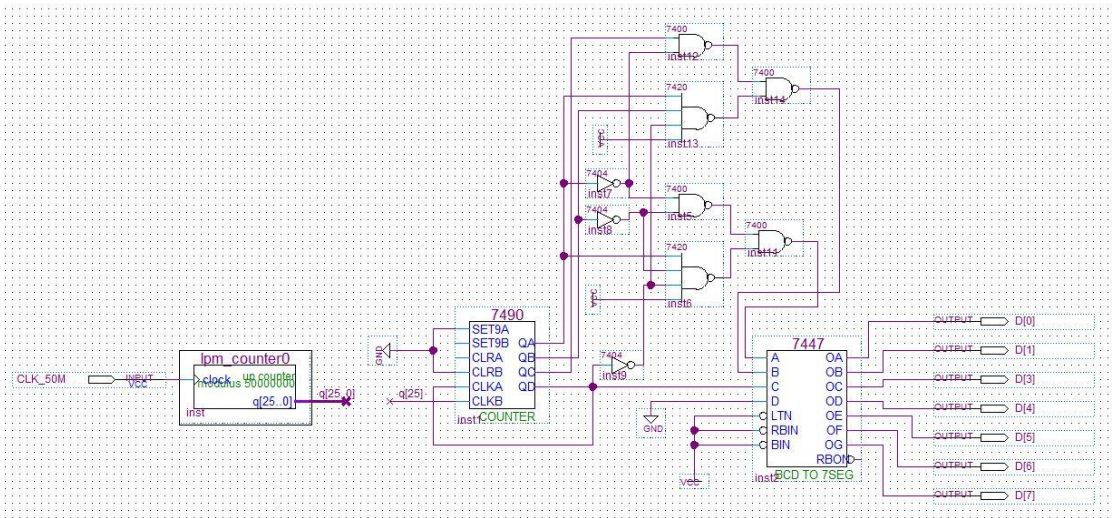 7400
inst12
7400
inst14
7420
VCC
inst13
7404
inst7
7400
inst5
7404
inst8
7400
inst11
7420
VCC
inst6
7490
SET9A
SET9B QA
CLRA QB
CLRB QC
CLKA QD
CLKB
inst1 COUNTER
GND
7404
inst9
lpm_counter0
up counter
clock modulus 50000000
q[25..0]
inst
CLK_50M INPUT
VCC
q[25..0]
q[25]
7447
A OA
B OB
C OC
D OD
LTN OE
RBIN OF
BIN OG
RBON
inst2 BCD TO 7SEG
GND
VCC
OUTPUT D[0]
OUTPUT D[1]
OUTPUT D[3]
OUTPUT D[4]
OUTPUT D[5]
OUTPUT D[6]
OUTPUT D[7]